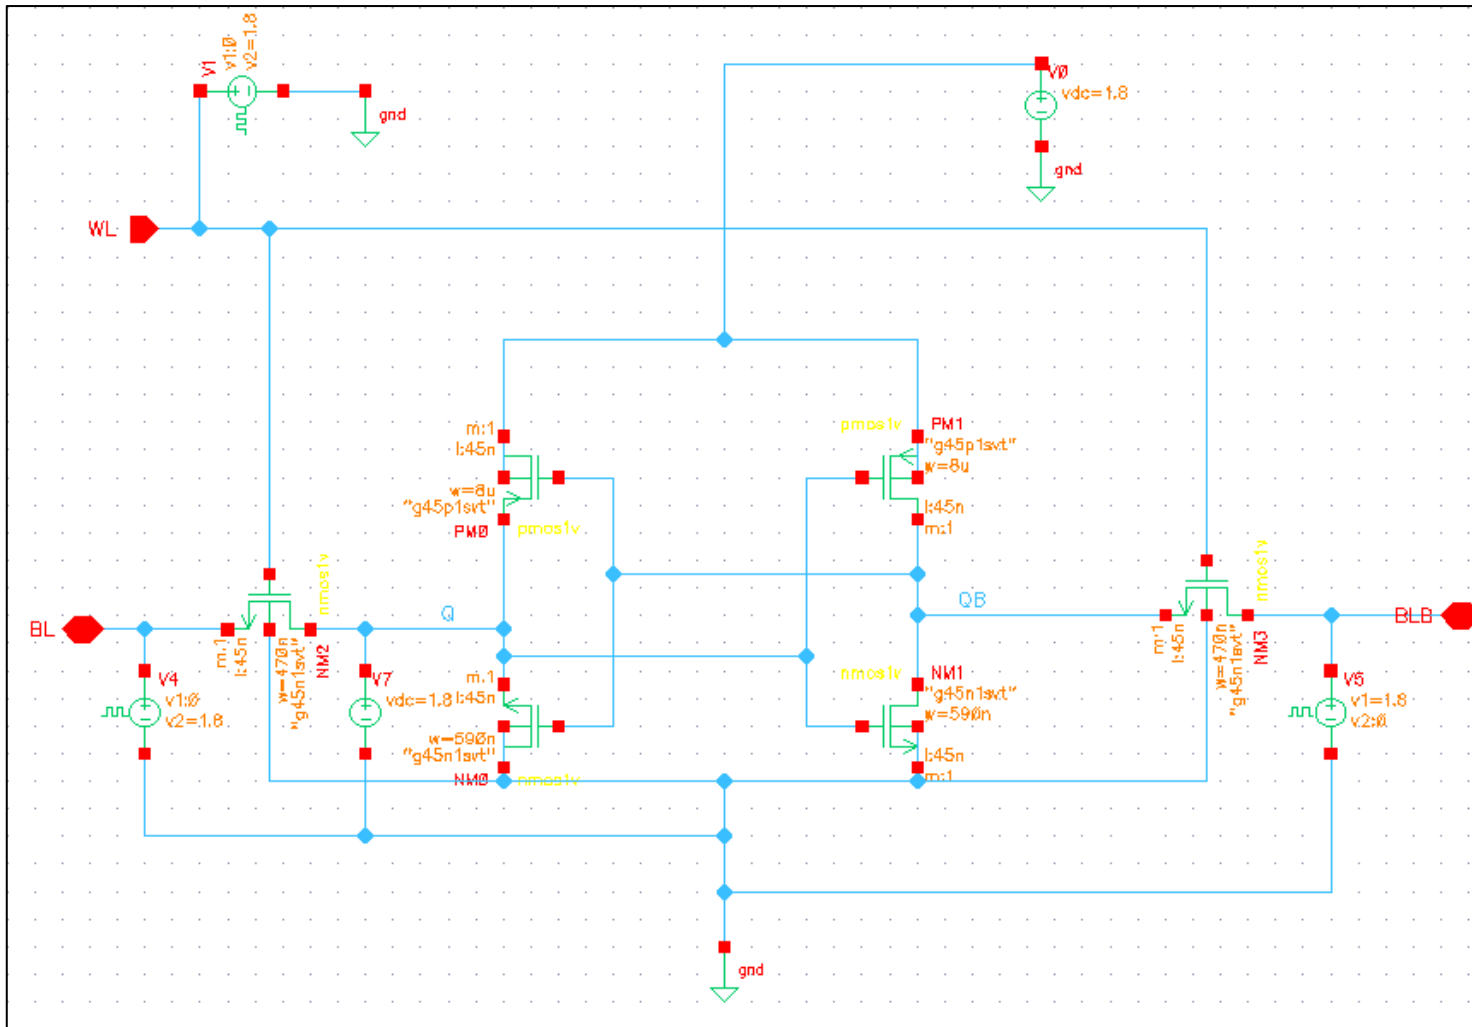 V1
v1:0
v2=1.8
gnd
V0
vdc=1.8
gnd
WL
m:1
l:45n
w=8u
"g45p1svt"
PM0
pmos1v
pmos1v
PM1
"g45p1svt"
w=8u
l:45n
m:1
BL
m:1
l:45n
w=470n
"g45n1svt"
NM2
nmos1v
Q
QB
m:1
l:45n
w=470n
"g45n1svt"
NM3
nmos1v
BLB
V4
v1:0
v2=1.8
V7
vdc=1.8
m:1
l:45n
w=590n
"g45n1svt"
NM0
nmos1v
nmos1v
NM1
"g45n1svt"
w=590n
l:45n
m:1
v1=1.8
v2:0
gnd